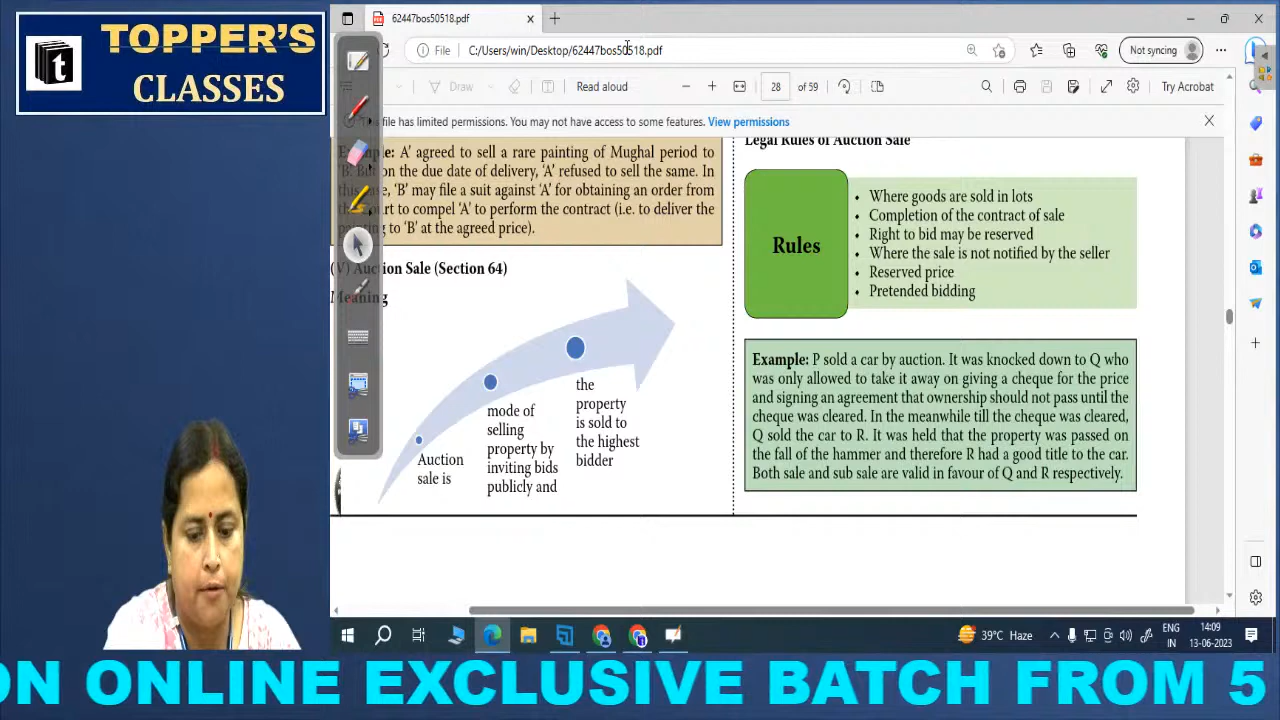 TOPPER'S
CLASSES
t
62447bos50518.pdf
File
C:/Users/win/Desktop/62447bos50518.pdf
Not syncing
Draw
Read aloud
28
of 59
Try Acrobat
file has limited permissions. You may not have access to some features. View permissions
Example: A' agreed to sell a rare painting of Mughal period to
'B. But on the due date of delivery, 'A' refused to sell the same. In
this case, 'B' may file a suit against 'A' for obtaining an order from
the Court to compel 'A' to perform the contract (i.e. to deliver the
painting to 'B' at the agreed price).
(V) Auction Sale (Section 64)
Meaning
Auction
sale is
mode of
selling
property by
inviting bids
publicly and
the
property
is sold to
the highest
bidder
Legal Rules of Auction Sale
Rules
• Where goods are sold in lots
• Completion of the contract of sale
• Right to bid may be reserved
• Where the sale is not notified by the seller
• Reserved price
• Pretended bidding
Example: P sold a car by auction. It was knocked down to Q who
was only allowed to take it away on giving a cheque for the price
and signing an agreement that ownership should not pass until the
cheque was cleared. In the meanwhile till the cheque was cleared,
Q sold the car to R. It was held that the property was passed on
the fall of the hammer and therefore R had a good title to the car.
Both sale and sub sale are valid in favour of Q and R respectively.
39°C Haze
ENG
IN
14:09
13-06-2023
ON ONLINE EXCLUSIVE BATCH FROM 5